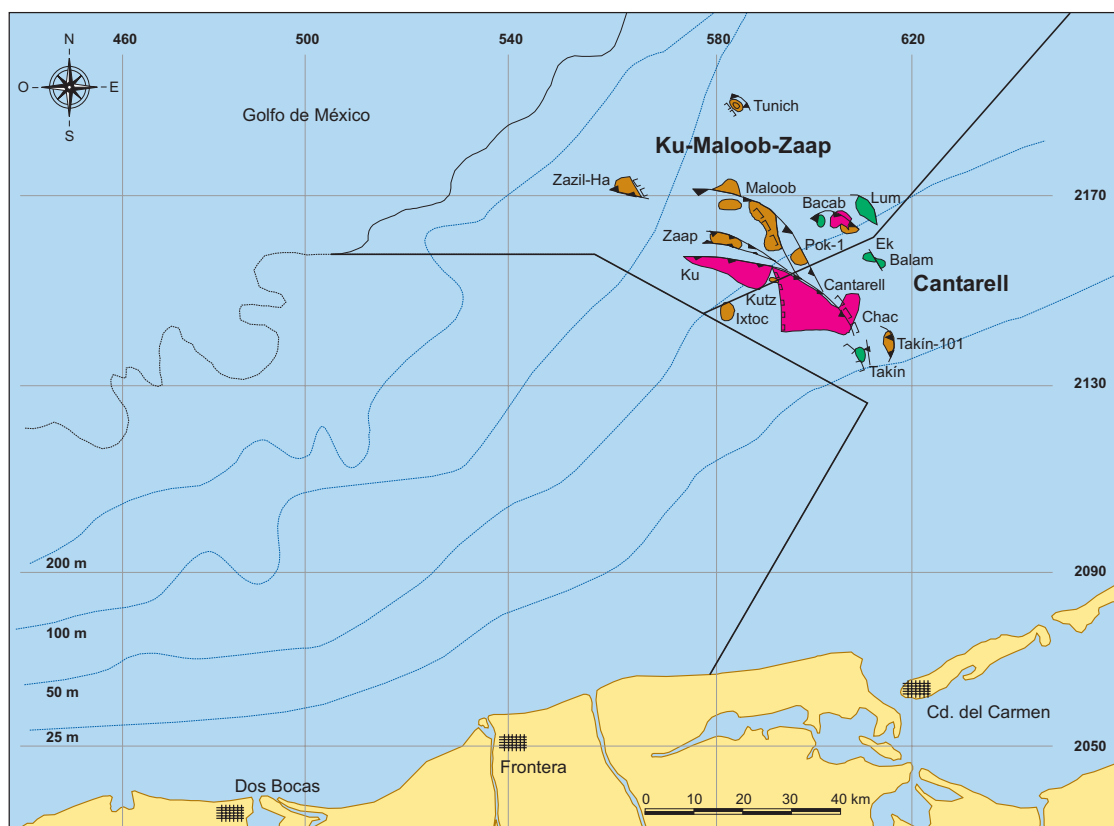 460 500 540 580 620
N
O E
S
Golfo de México
Tunich
Ku-Maloob-Zaap
Zazil-Ha
Maloob
2170
Bacab
Lum
Zaap
Pok-1
Ek
Balam
Ku
Cantarell
Cantarell
Kutz
Ixtoc
Chac
Takín-101
Takín
2130
200 m
2090
100 m
50 m
25 m
Cd. del Carmen
2050
Frontera
Dos Bocas
0 10 20 30 40 km